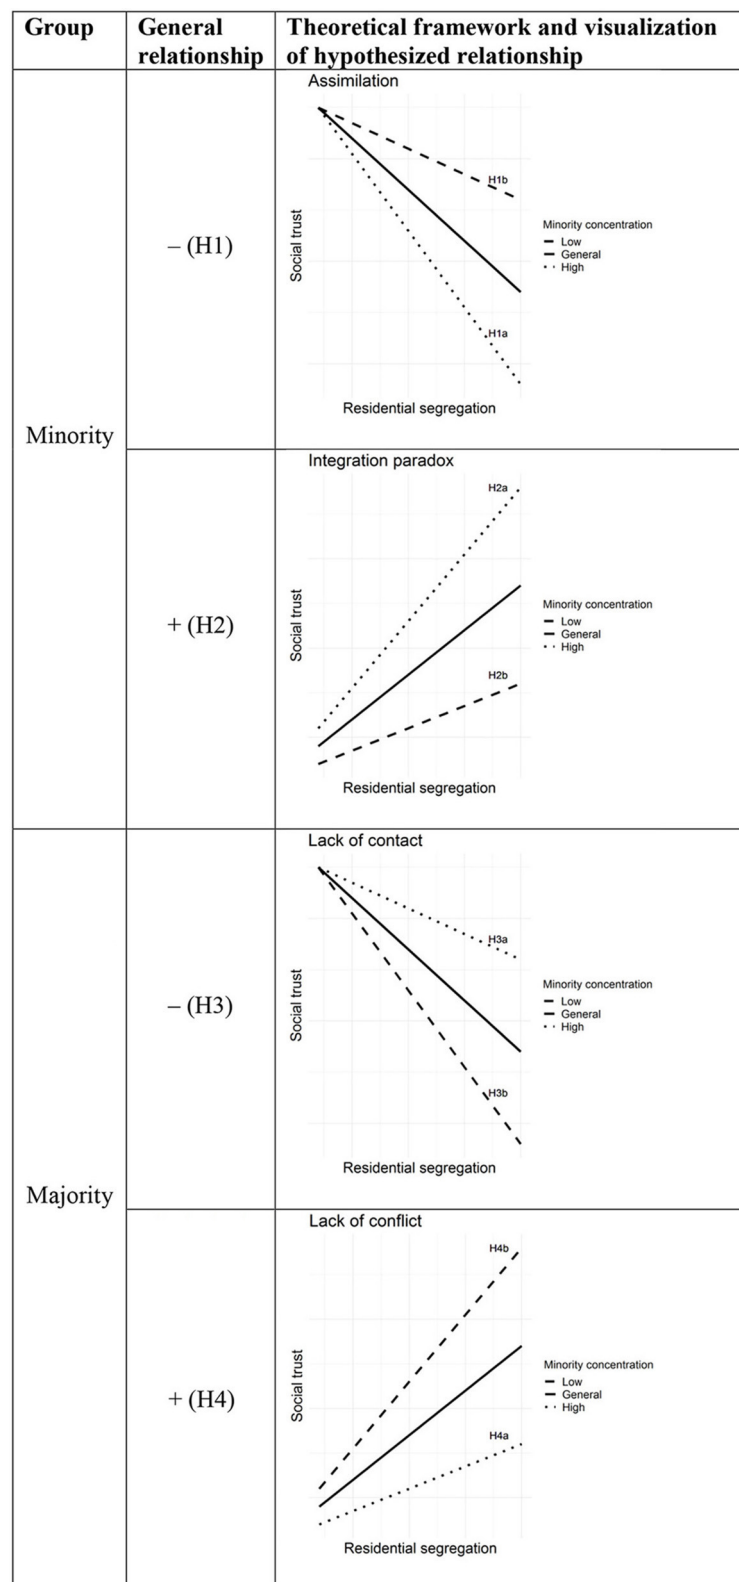 Group
General
relationship
Theoretical framework and visualization
of hypothesized relationship
Minority
– (H1)
Assimilation
Social trust
H1b
H1a
Minority concentration
Low
General
High
Residential segregation
+ (H2)
Integration paradox
Social trust
H2a
H2b
Minority concentration
Low
General
High
Residential segregation
Majority
– (H3)
Lack of contact
Social trust
H3a
H3b
Minority concentration
Low
General
High
Residential segregation
+ (H4)
Lack of conflict
Social trust
H4b
H4a
Minority concentration
Low
General
High
Residential segregation